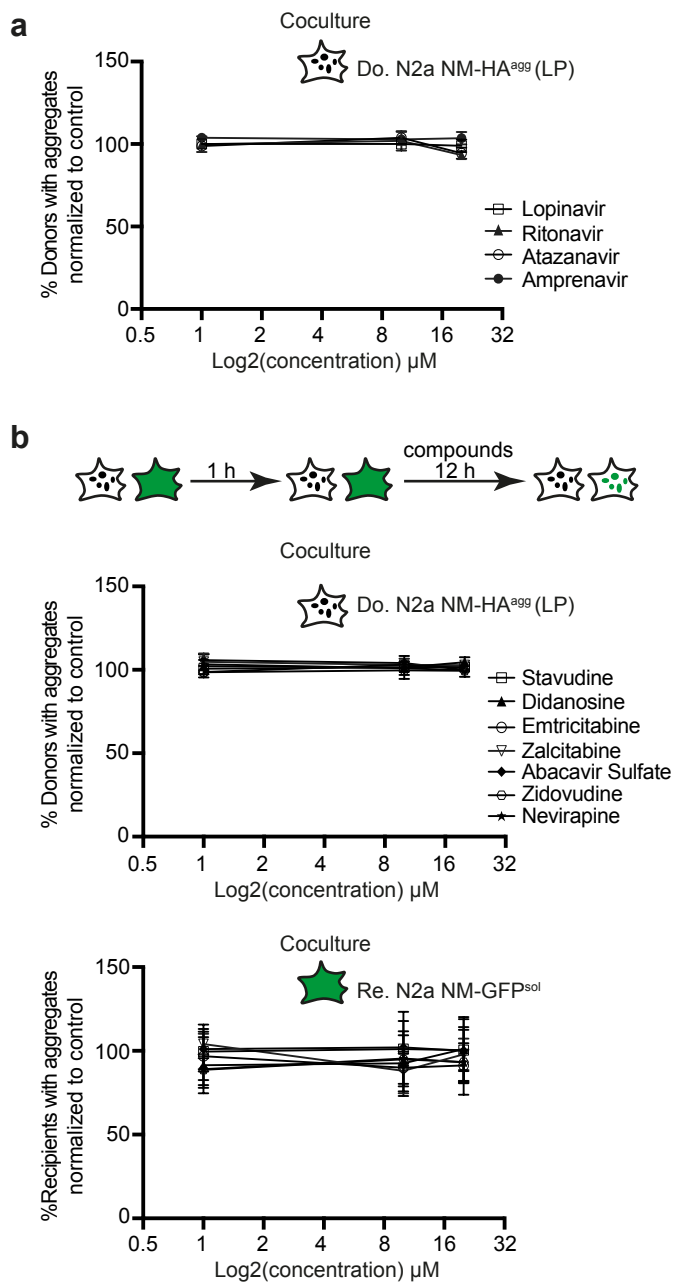 a
Coculture
Do. N2a NM-HAagg (LP)
% Donors with aggregates
normalized to control
150
100
50
0
Lopinavir
Ritonavir
Atazanavir
Amprenavir
0.5 1 2 4 8 16 32
Log2(concentration) µM
b
1 h
compounds
12 h
Coculture
Do. N2a NM-HAagg (LP)
% Donors with aggregates
normalized to control
150
100
50
0
Stavudine
Didanosine
Emtricitabine
Zalcitabine
Abacavir Sulfate
Zidovudine
Nevirapine
0.5 1 2 4 8 16 32
Log2(concentration) µM
Coculture
Re. N2a NM-GFPsol
%Recipients with aggregates
normalized to control
150
100
50
0
0.5 1 2 4 8 16 32
Log2(concentration) µM